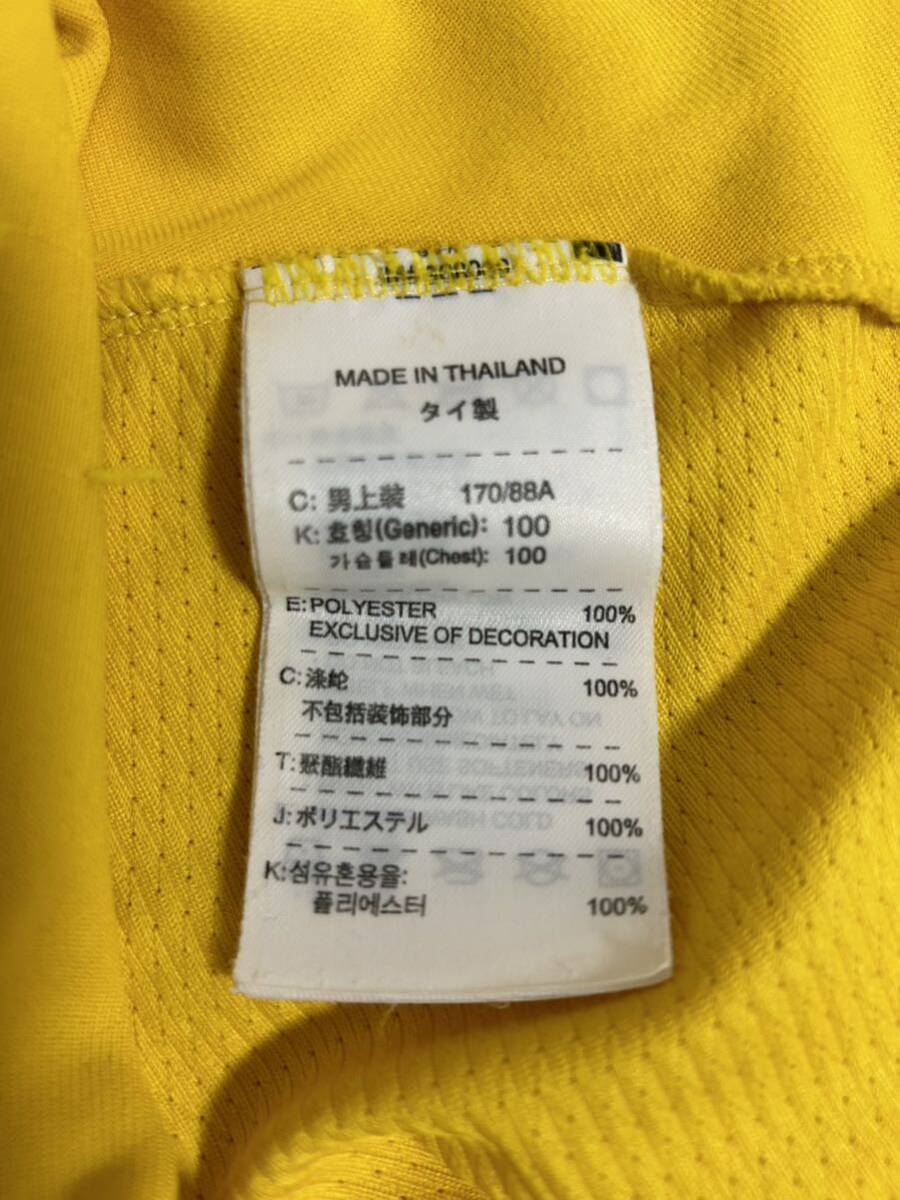 MADE IN THAILAND
タイ製
C: 男上装 170/88A
K: 호칭(Generic): 100
가슴둘레(Chest): 100
E: POLYESTER 100%
EXCLUSIVE OF DECORATION
C: 涤纶 100%
不包括装饰部分
T: 聚酯纖維 100%
J: ポリエステル 100%
K: 섬유혼용율:
폴리에스터 100%